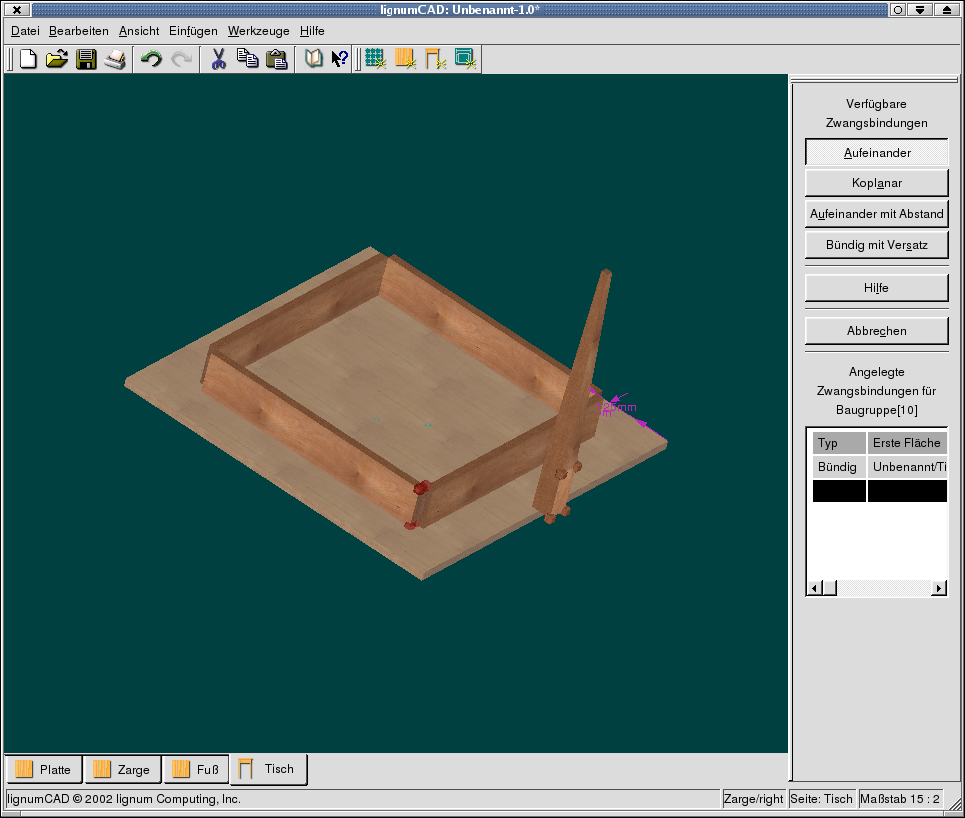 lignumCAD: Unbenannt-1.0*
Datei Bearbeiten Ansicht Einfügen Werkzeuge Hilfe
Verfügbare
Zwangsbindungen
Aufeinander
Koplanar
Aufeinander mit Abstand
Bündig mit Versatz
Hilfe
Abbrechen
Angelegte
Zwangsbindungen für
Baugruppe[10]
Typ Erste Fläche
Bündig Unbenannt/Ti
Platte Zarge Fuß Tisch
lignumCAD © 2002 lignum Computing, Inc. Zarge/right Seite: Tisch Maßstab 15 : 2